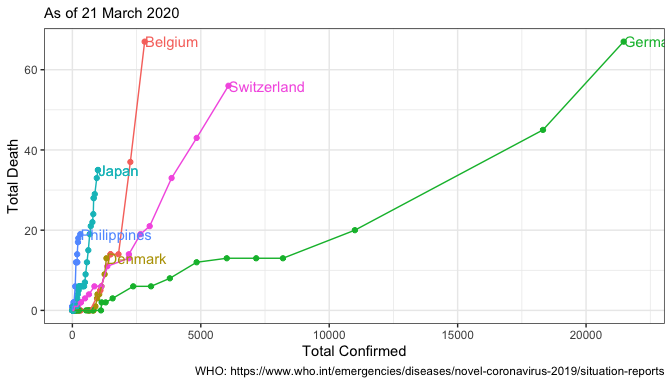 As of 21 March 2020
Total Death
60
40
20
0
Belgium
Germa
Switzerland
Japan
Philippines
Denmark
0
5000
10000
15000
20000
Total Confirmed
WHO: https://www.who.int/emergencies/diseases/novel-coronavirus-2019/situation-reports